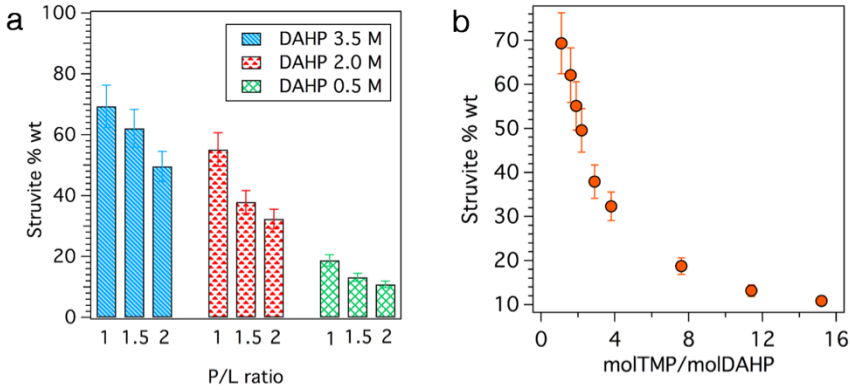 a
100
80
60
40
20
0
Struvite % wt
DAHP 3.5 M
DAHP 2.0 M
DAHP 0.5 M
1 1.5 2 1 1.5 2 1 1.5 2
P/L ratio
b
70
60
50
40
30
20
10
Struvite % wt
0 4 8 12 16
molTMP/molDAHP